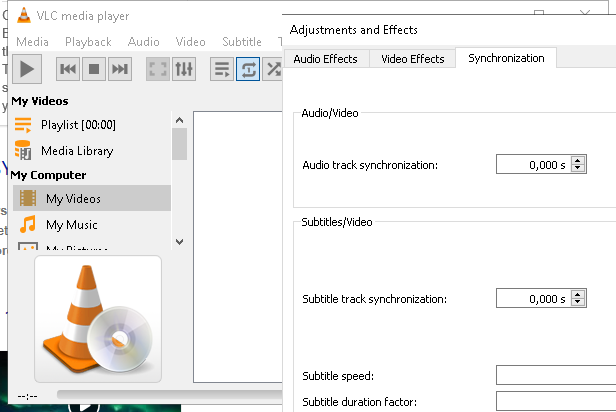 VLC media player
Media Playback Audio Video Subtitle
My Videos
Playlist [00:00]
Media Library
My Computer
My Videos
My Music
My Pictures
--:--
Adjustments and Effects
Audio Effects Video Effects Synchronization
Audio/Video
Audio track synchronization: 0,000 s
Subtitles/Video
Subtitle track synchronization: 0,000 s
Subtitle speed:
Subtitle duration factor: